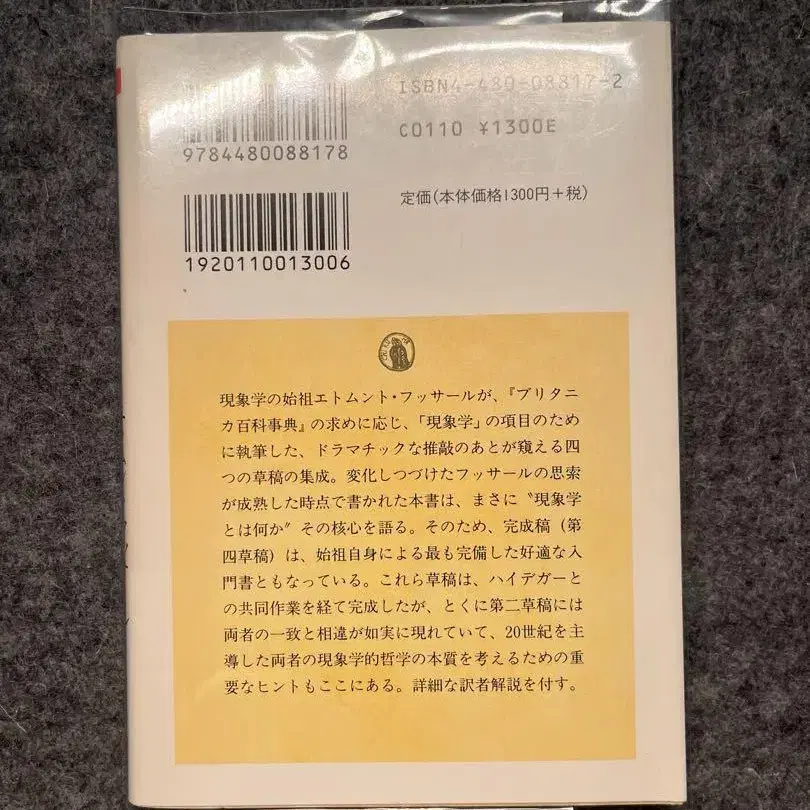 ISBN4-480-08817-2
C0110 ¥1300E
9784480088178
定価(本体価格1300円+税)
1920110013006
現象学の始祖エトムント・フッサールが、『ブリタニ
カ百科事典』の求めに応じ、「現象学」の項目のため
に執筆した、ドラマチックな推敲のあとが窺える四
つの草稿の集成。変化しつづけたフッサールの思索
が成熟した時点で書かれた本書は、まさに〝現象学
とは何か〟その核心を語る。そのため、完成稿(第
四草稿)は、始祖自身による最も完備した好適な入
門書ともなっている。これら草稿は、ハイデガーと
の共同作業を経て完成したが、とくに第二草稿には
両者の一致と相違が如実に現れていて、20世紀を主
導した両者の現象学的哲学の本質を考えるための重
要なヒントもここにある。詳細な訳者解説を付す。